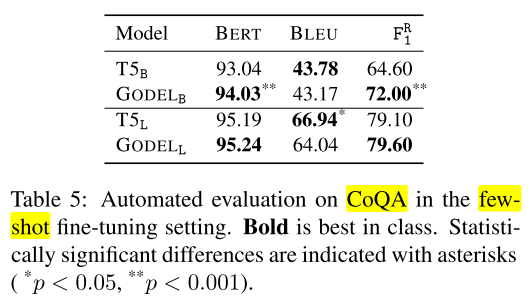 Model BERT BLEU F₁ᴿ
T5_B 93.04 43.78 64.60
GODEL_B 94.03** 43.17 72.00**
T5_L 95.19 66.94* 79.10
GODEL_L 95.24 64.04 79.60
Table 5: Automated evaluation on CoQA in the few-
shot fine-tuning setting. Bold is best in class. Statisti-
cally significant differences are indicated with asterisks
( *p < 0.05, **p < 0.001).